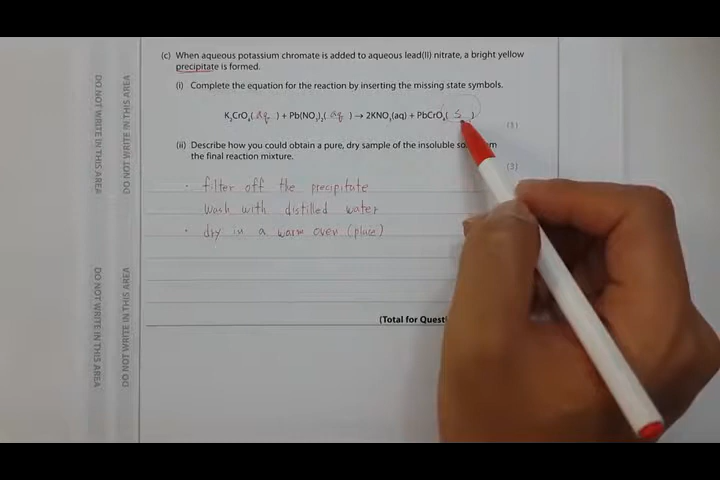 (c) When aqueous potassium chromate is added to aqueous lead(II) nitrate, a bright yellow
precipitate is formed.
(i) Complete the equation for the reaction by inserting the missing state symbols.
K₂CrO₄(aq) + Pb(NO₃)₂(aq) → 2KNO₃(aq) + PbCrO₄(s)
(1)
(ii) Describe how you could obtain a pure, dry sample of the insoluble
the final reaction mixture.
(3)
· filter off the precipitate
wash with distilled water
· dry in a warm oven (place)
(Total for
DO NOT WRITE IN THIS AREA
DO NOT WRITE IN THIS AREA
DO NOT WRITE IN THIS AREA
DO NOT WRITE IN THIS AREA